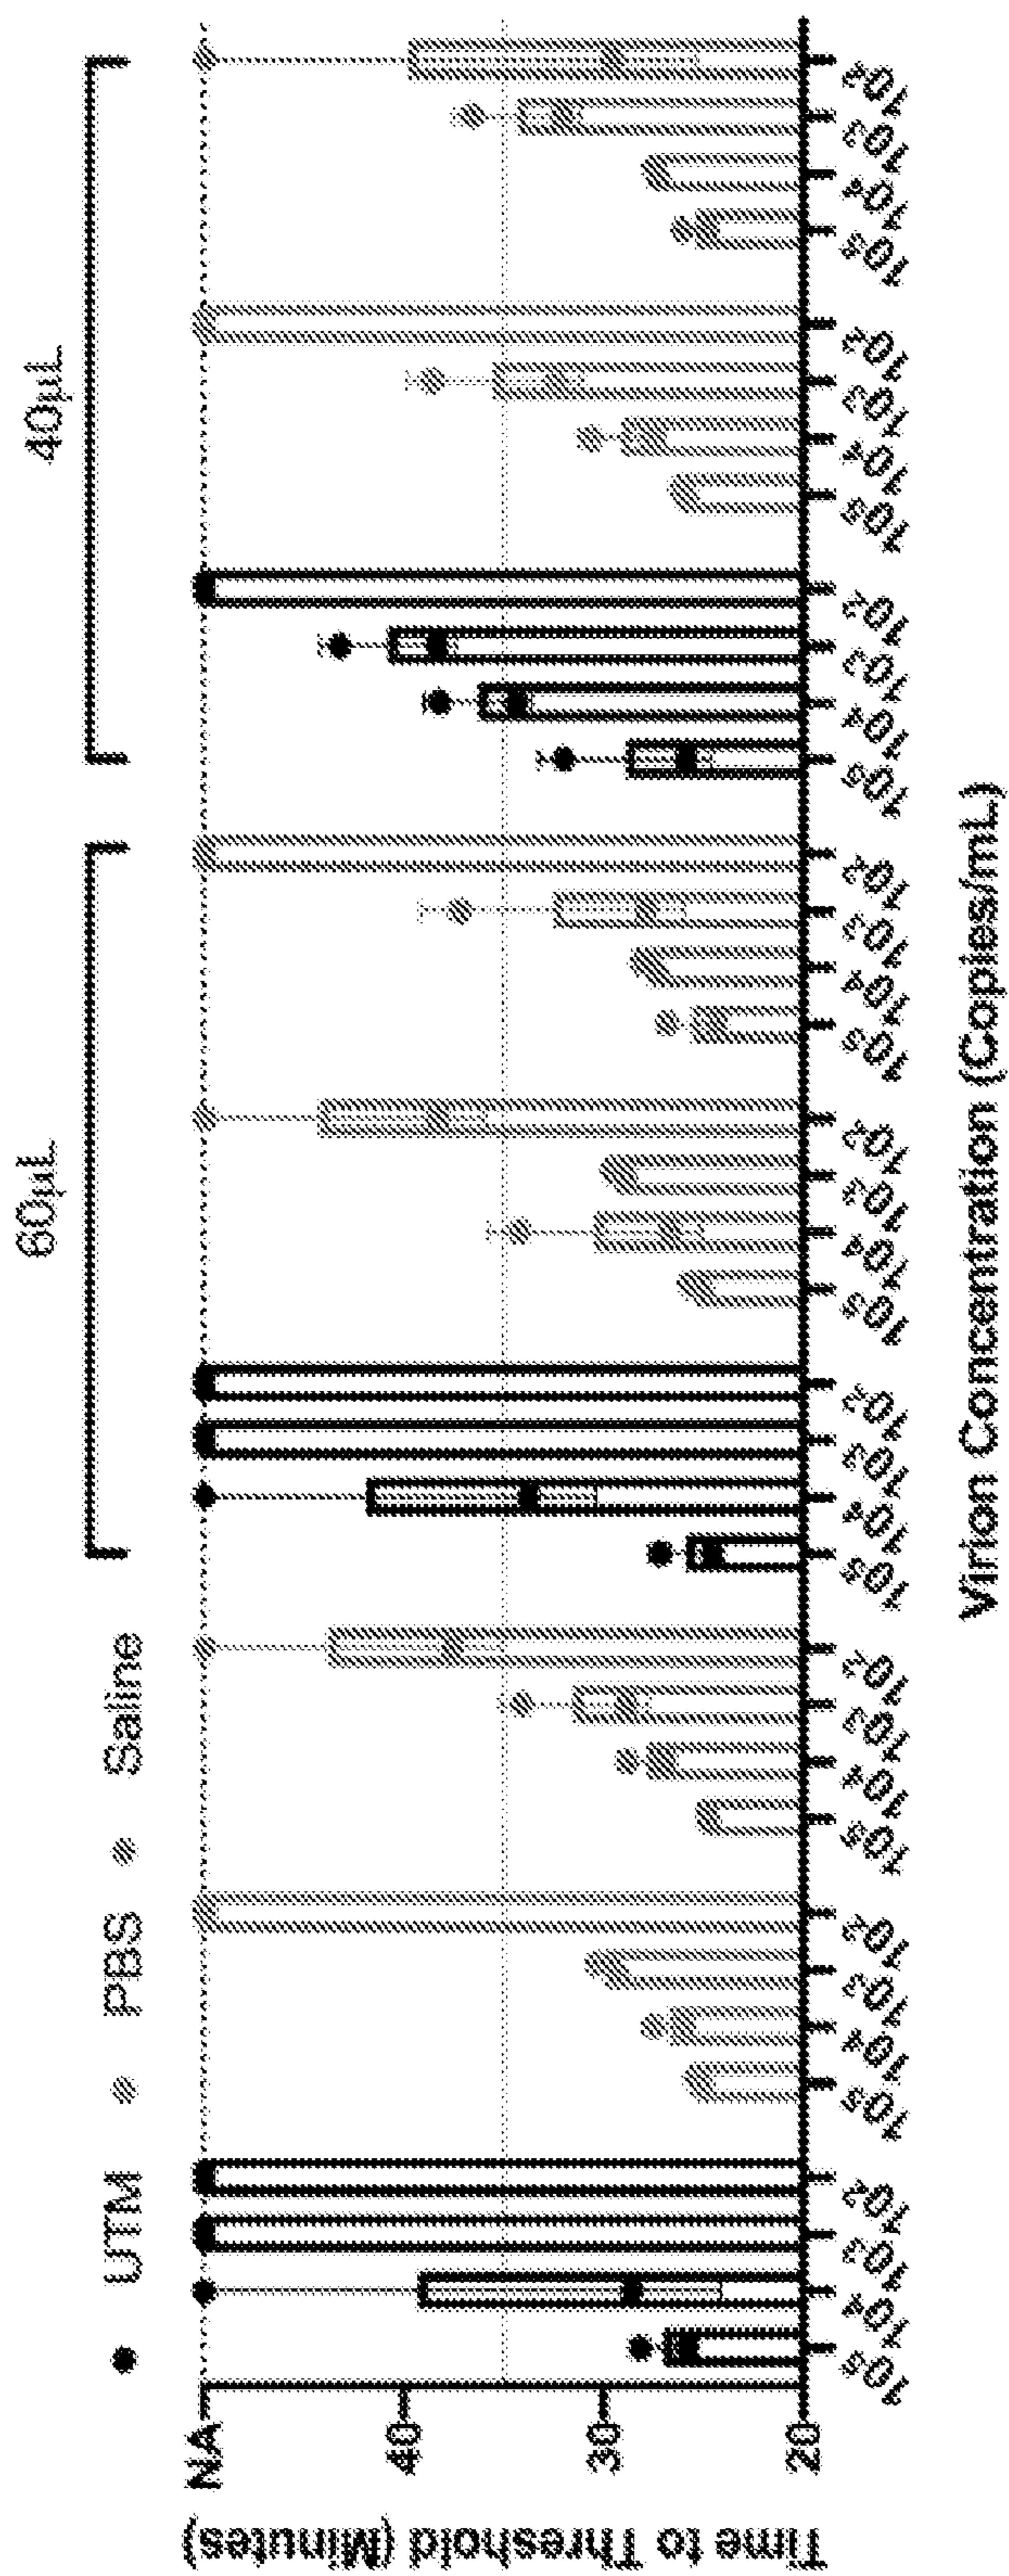 60µL 40µL
UTM PBS Saline
Time to Threshold (Minutes)
NA
40
30
20
10⁵ 10⁴ 10³ 10² 10⁵ 10⁴ 10³ 10² 10⁵ 10⁴ 10³ 10² 10⁵ 10⁴ 10³ 10² 10⁵ 10⁴ 10³ 10² 10⁵ 10⁴ 10³ 10² 10⁵ 10⁴ 10³ 10² 10⁵ 10⁴ 10³ 10² 10⁵ 10⁴ 10³ 10²
Virion Concentration (Copies/mL)